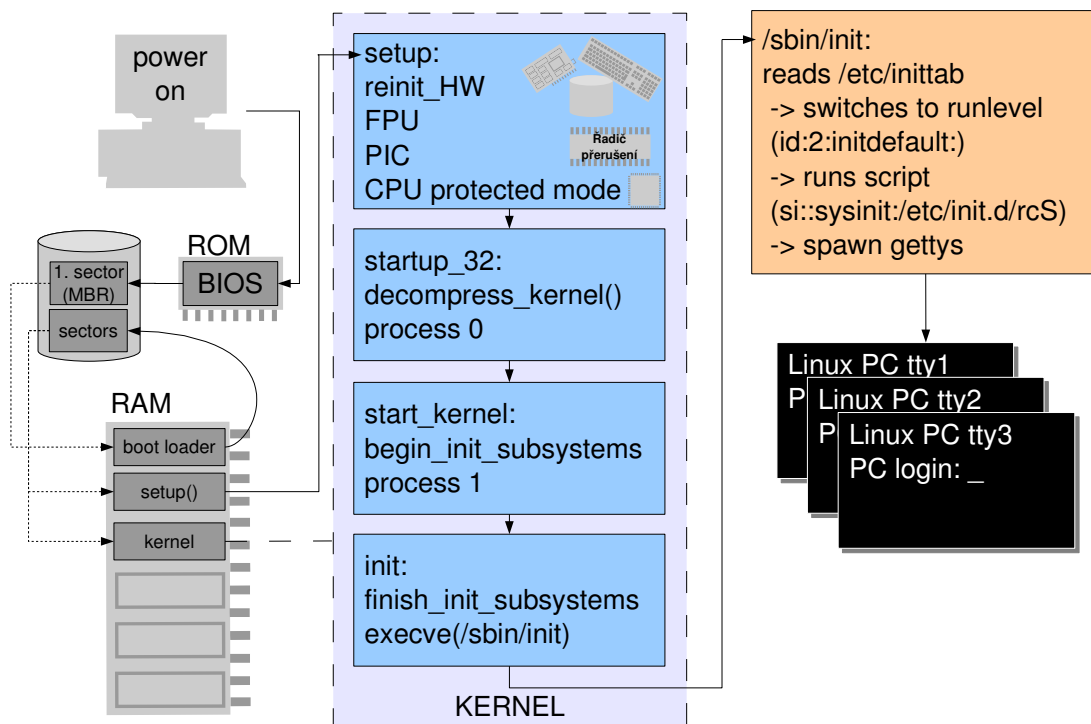 power
on
ROM
BIOS
1. sector
(MBR)
sectors
RAM
boot loader
setup()
kernel
setup:
reinit_HW
FPU
PIC
CPU protected mode
Řadič
přerušení
startup_32:
decompress_kernel()
process 0
start_kernel:
begin_init_subsystems
process 1
init:
finish_init_subsystems
execve(/sbin/init)
KERNEL
/sbin/init:
reads /etc/inittab
-> switches to runlevel
(id:2:initdefault:)
-> runs script
(si::sysinit:/etc/init.d/rcS)
-> spawn gettys
Linux PC tty1
P
Linux PC tty2
P
Linux PC tty3
PC login: _